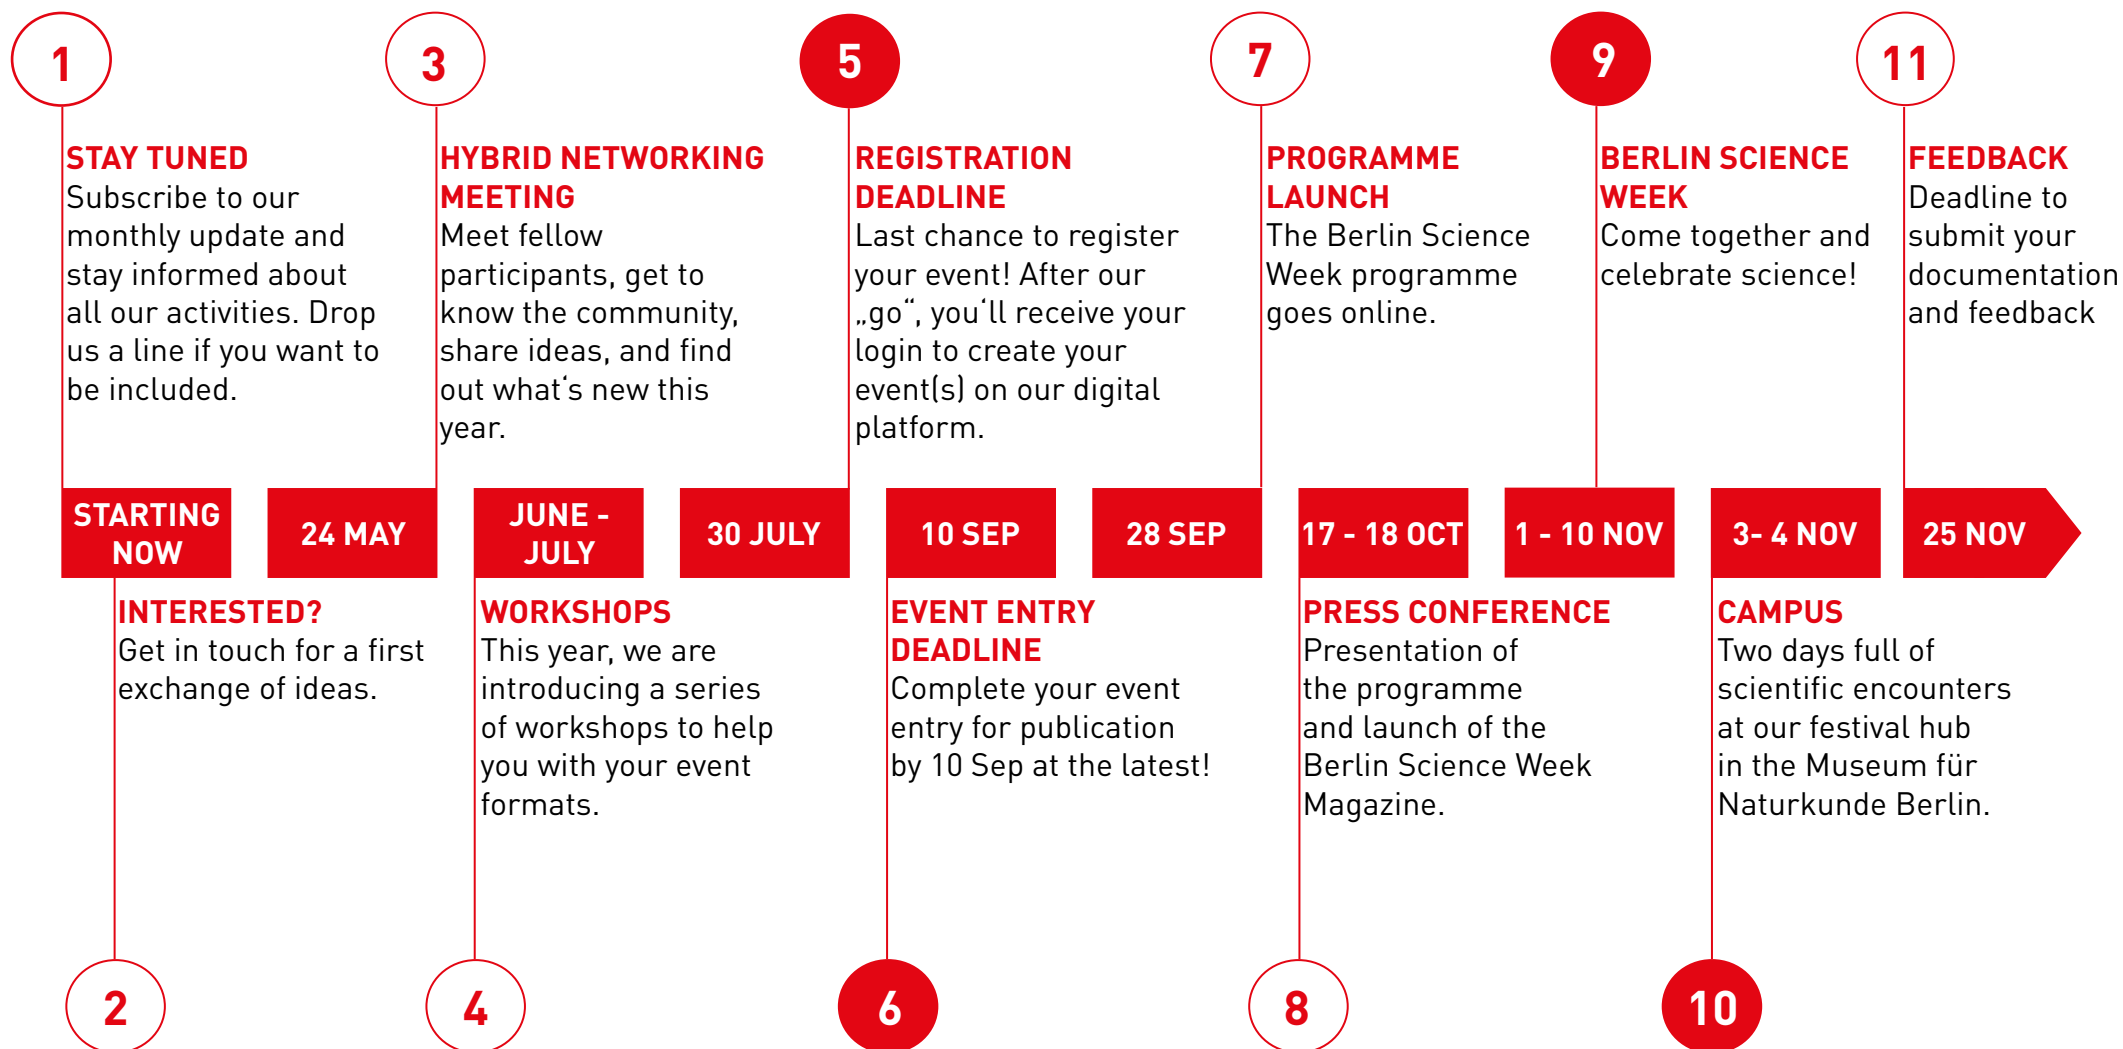 1
STAY TUNED
Subscribe to our
monthly update and
stay informed about
all our activities. Drop
us a line if you want to
be included.
3
HYBRID NETWORKING
MEETING
Meet fellow
participants, get to
know the community,
share ideas, and find
out what‘s new this
year.
5
REGISTRATION
DEADLINE
Last chance to register
your event! After our
„go“, you‘ll receive your
login to create your
event(s) on our digital
platform.
7
PROGRAMME
LAUNCH
The Berlin Science
Week programme
goes online.
9
BERLIN SCIENCE
WEEK
Come together and
celebrate science!
11
FEEDBACK
Deadline to
submit your
documentation
and feedback
STARTING
NOW
24 MAY
JUNE -
JULY
30 JULY
10 SEP
28 SEP
17 - 18 OCT
1 - 10 NOV
3- 4 NOV
25 NOV
INTERESTED?
Get in touch for a first
exchange of ideas.
2
WORKSHOPS
This year, we are
introducing a series
of workshops to help
you with your event
formats.
4
EVENT ENTRY
DEADLINE
Complete your event
entry for publication
by 10 Sep at the latest!
6
PRESS CONFERENCE
Presentation of
the programme
and launch of the
Berlin Science Week
Magazine.
8
CAMPUS
Two days full of
scientific encounters
at our festival hub
in the Museum für
Naturkunde Berlin.
10